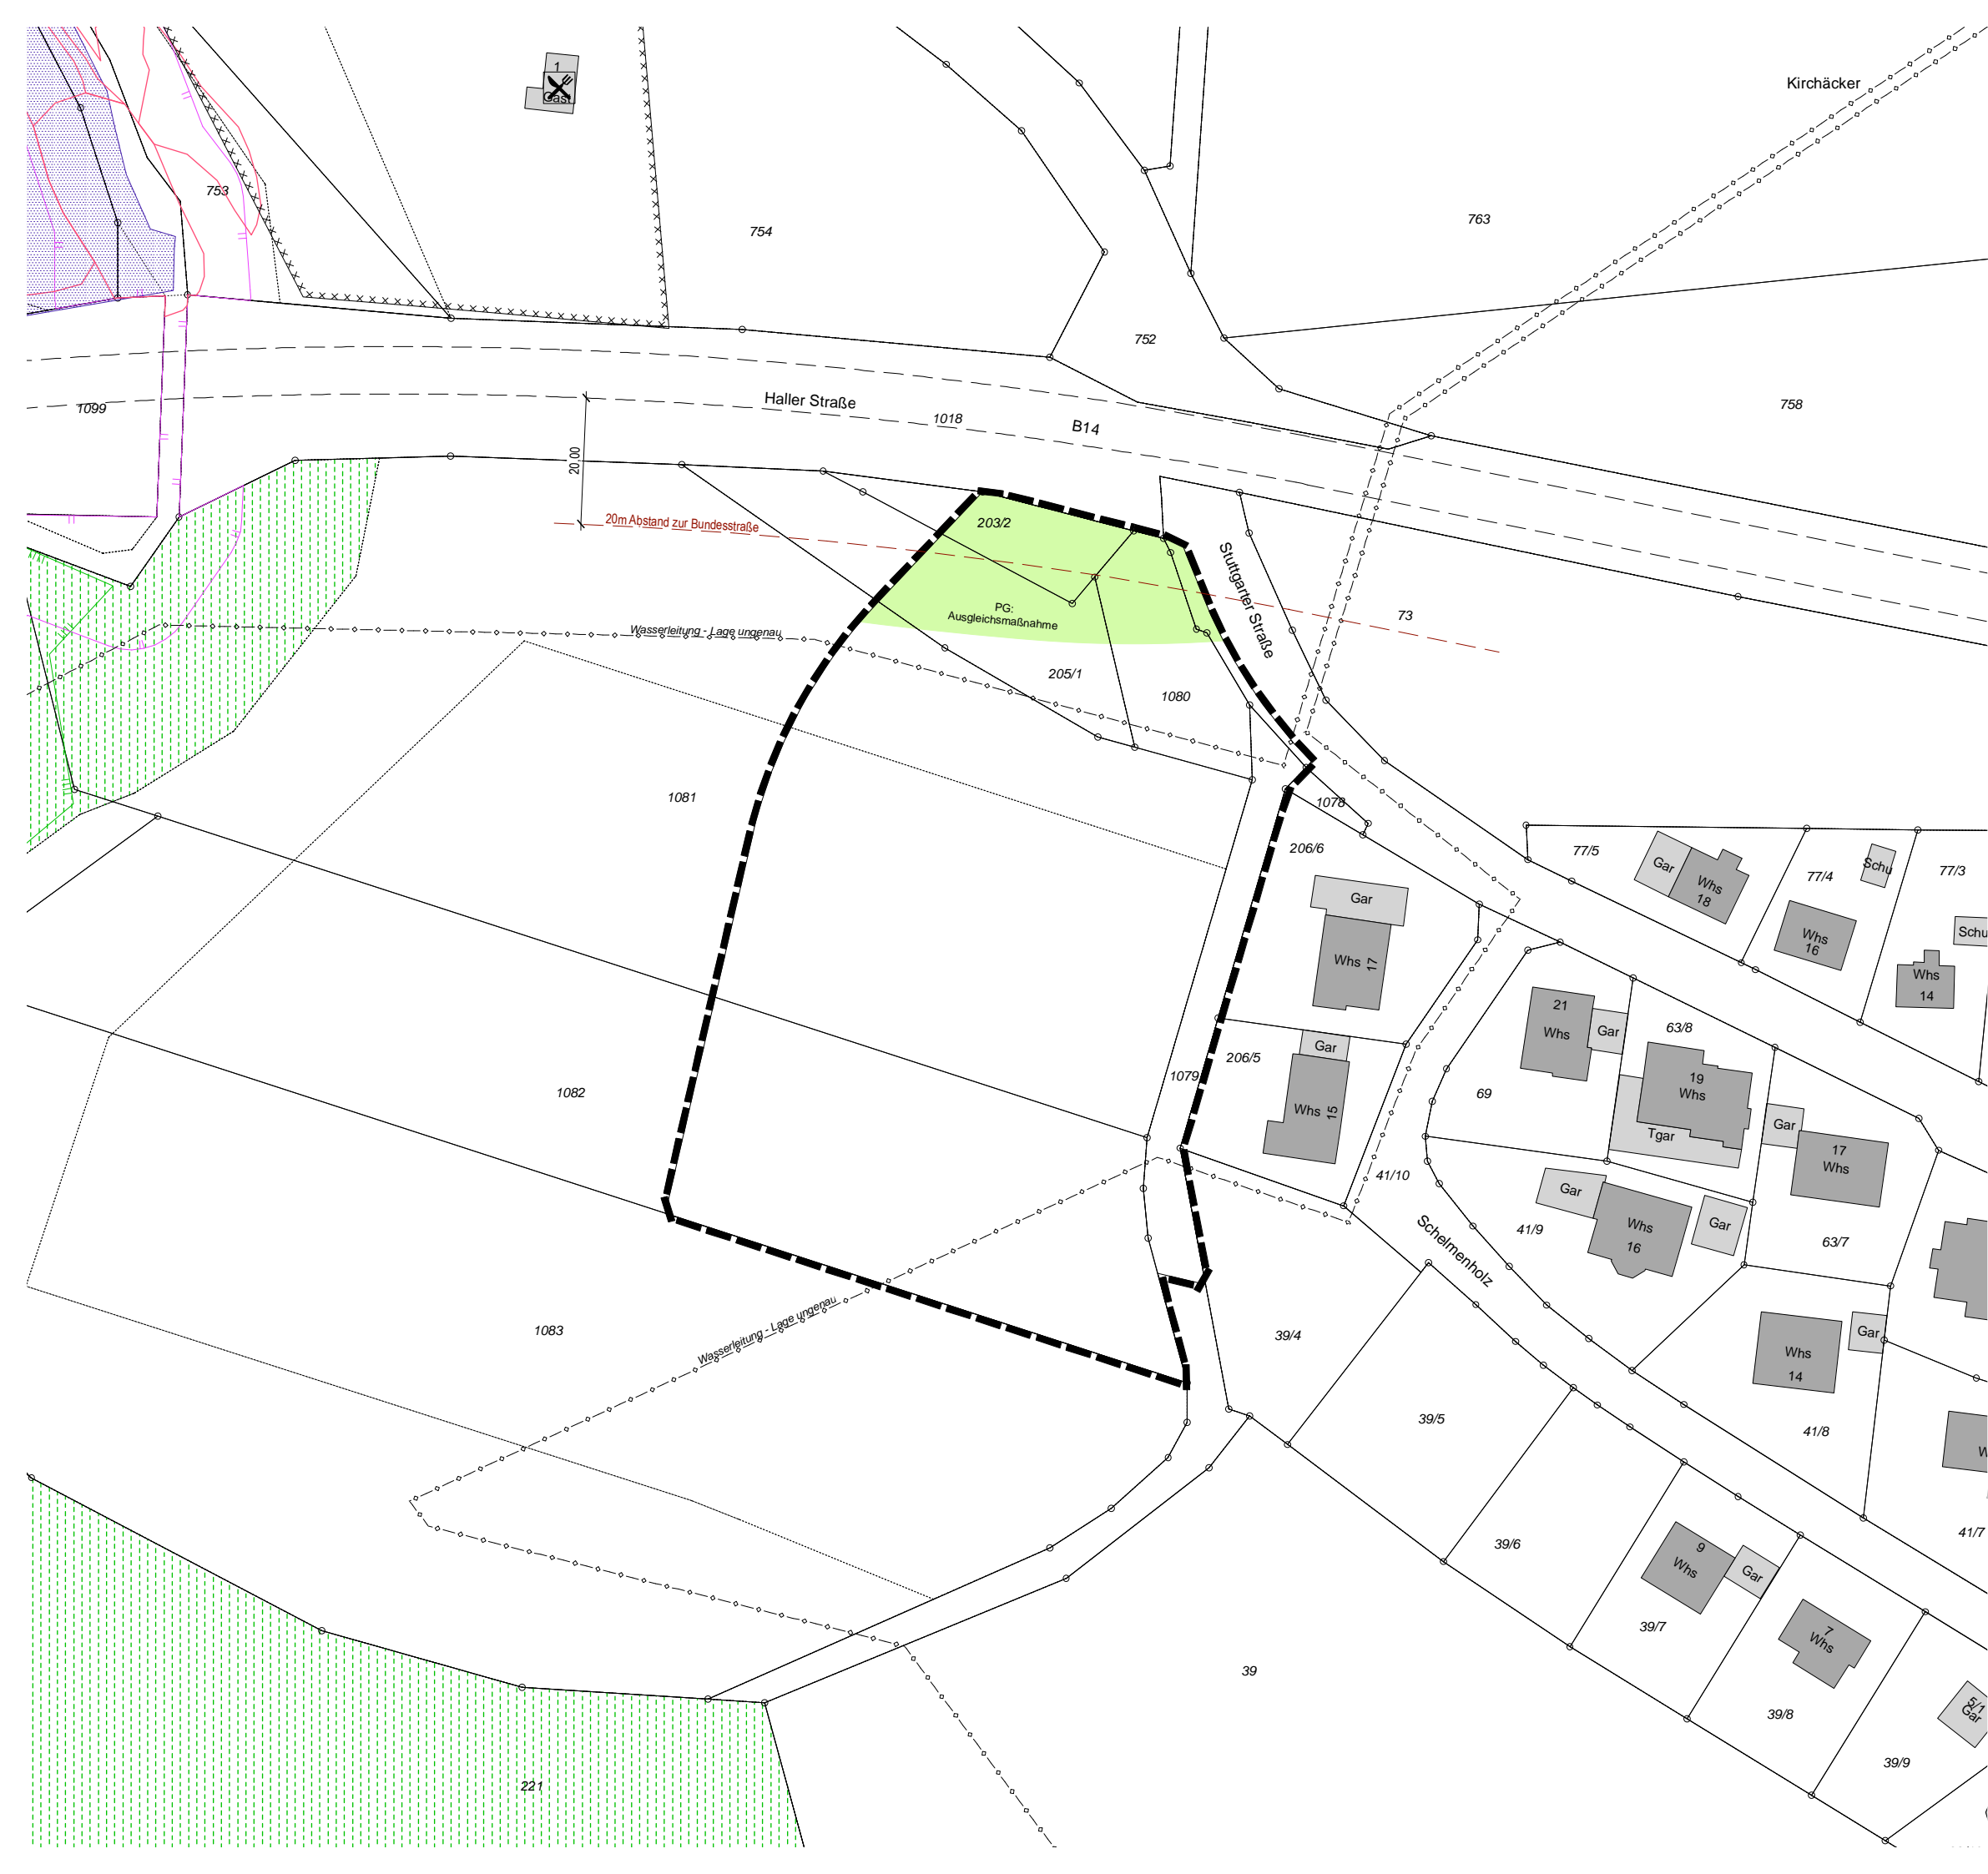 1
Gast
Kirchäcker
753
754
763
752
758
1099
Haller Straße
1018
B14
20.00
20m Abstand zur Bundesstraße
203/2
Stuttgarter Straße
73
PG:
Ausgleichsmaßnahme
Wasserleitung - Lage ungenau
205/1
1080
1081
1078
206/6
77/5
Gar
Whs
18
77/4
Schu
77/3
Gar
Whs
17
Whs
16
Schu
Whs
14
21
Whs
Gar
63/8
206/5
Gar
1079
Whs
15
69
19
Whs
Tgar
Gar
17
Whs
1082
41/10
Gar
Whs
16
Gar
41/9
63/7
Schelmenholz
1083
Wasserleitung - Lage ungenau
39/4
Gar
Whs
14
39/5
41/8
39/6
41/7
9
Whs
Gar
39/7
7
Whs
39
39/8
5/1
Gar
39/9
221